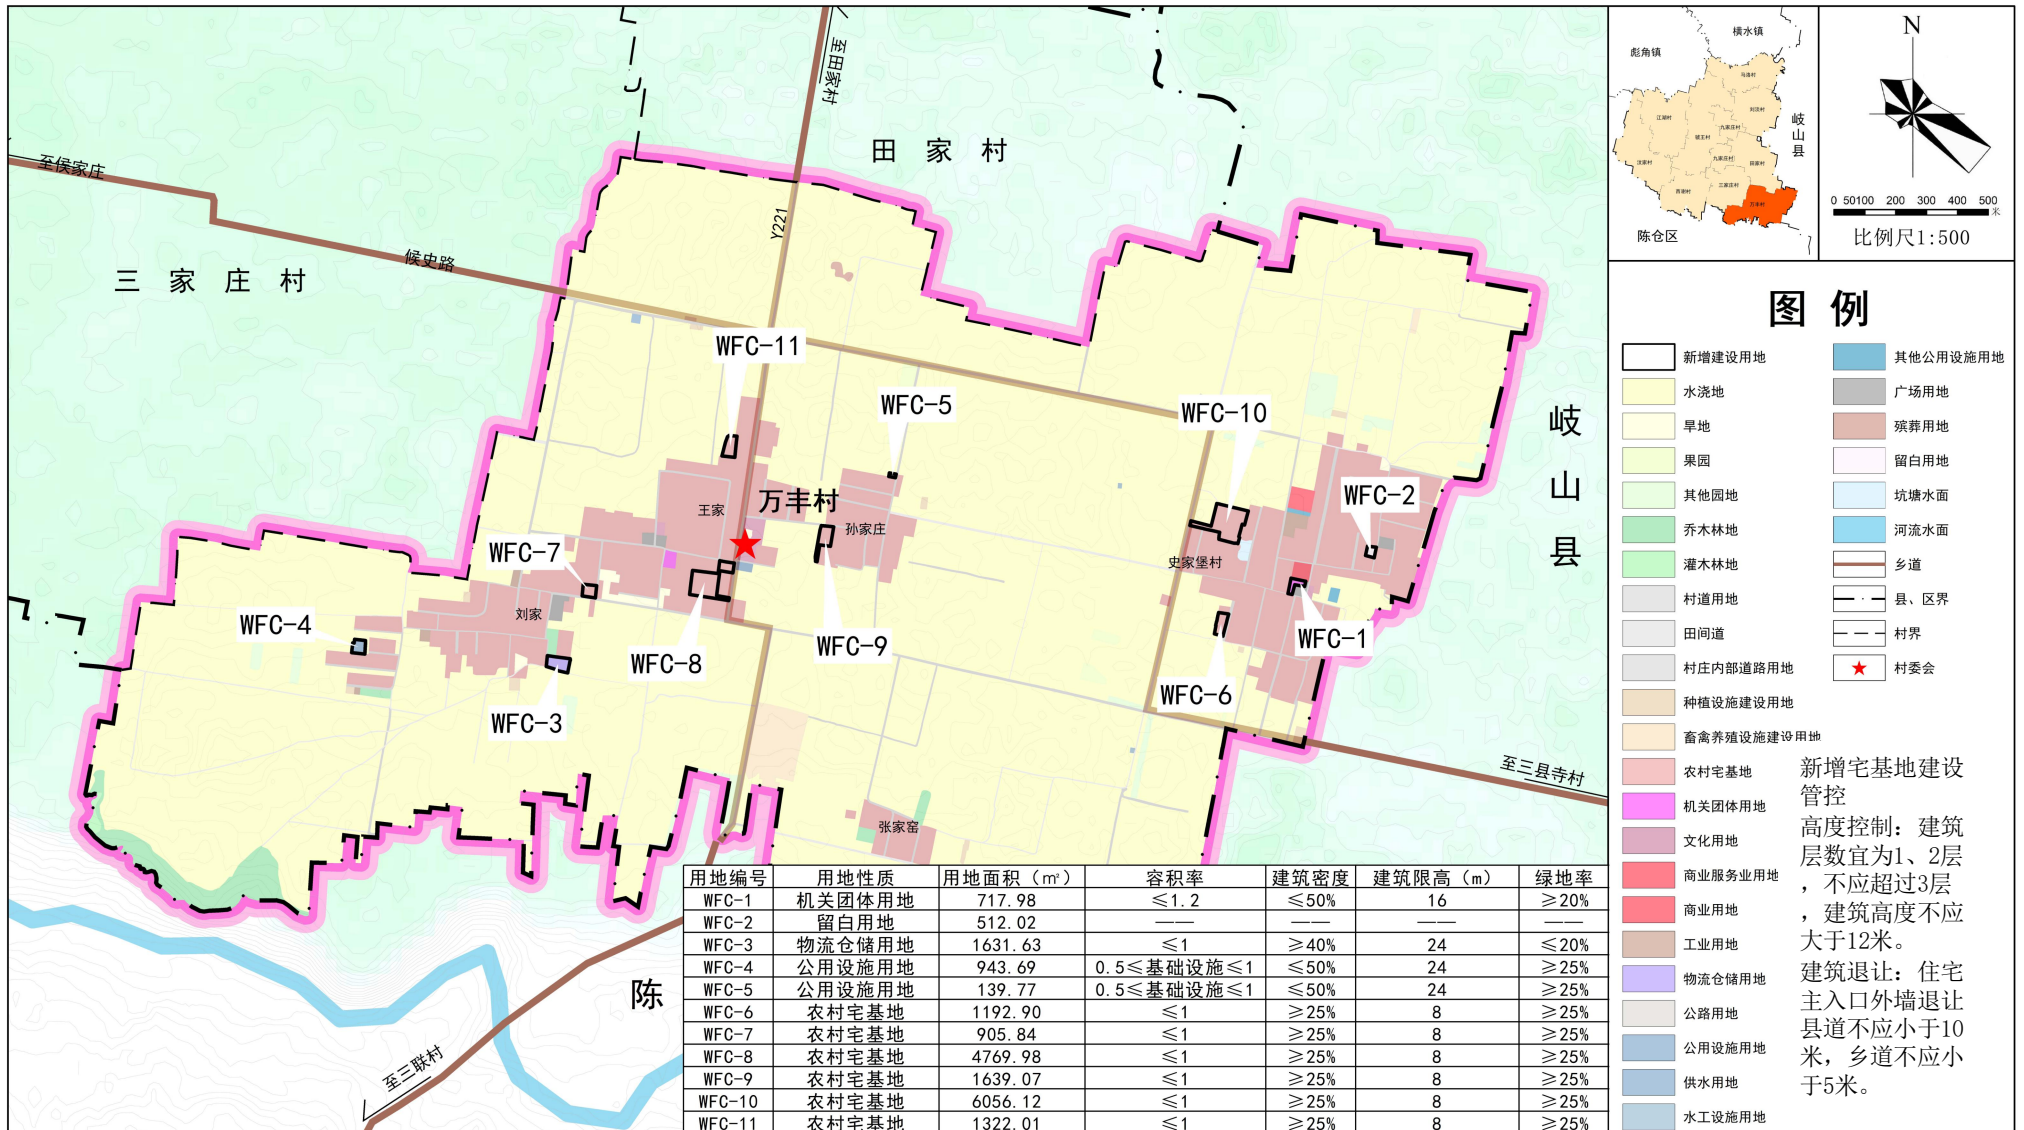 至田家村
田家村
至侯家庄
三家庄村
候史路
Y221
WFC-11
WFC-5
WFC-10
WFC-2
万丰村
王家
孙家庄
WFC-7
史家堡村
刘家
WFC-4
WFC-8
WFC-9
WFC-1
WFC-6
WFC-3
张家窑
至三县寺村
岐山县
陈
至三联村
用地编号 用地性质 用地面积（㎡） 容积率 建筑密度 建筑限高（m） 绿地率
WFC-1 机关团体用地 717.98 ≤1.2 ≤50% 16 ≥20%
WFC-2 留白用地 512.02 —— —— —— ——
WFC-3 物流仓储用地 1631.63 ≤1 ≥40% 24 ≤20%
WFC-4 公用设施用地 943.69 0.5≤基础设施≤1 ≤50% 24 ≥25%
WFC-5 公用设施用地 139.77 0.5≤基础设施≤1 ≤50% 24 ≥25%
WFC-6 农村宅基地 1192.90 ≤1 ≥25% 8 ≥25%
WFC-7 农村宅基地 905.84 ≤1 ≥25% 8 ≥25%
WFC-8 农村宅基地 4769.98 ≤1 ≥25% 8 ≥25%
WFC-9 农村宅基地 1639.07 ≤1 ≥25% 8 ≥25%
WFC-10 农村宅基地 6056.12 ≤1 ≥25% 8 ≥25%
WFC-11 农村宅基地 1322.01 ≤1 ≥25% 8 ≥25%
横水镇
彪角镇
岐山县
陈仓区
马洛村
刘淡村
江湖村
九家庄村
田家村
三家庄村
万丰村
N
0 50100 200 300 400 500
米
比例尺1:500
图例
新增建设用地
水浇地
旱地
果园
其他园地
乔木林地
灌木林地
村道用地
田间道
村庄内部道路用地
种植设施建设用地
畜禽养殖设施建设用地
农村宅基地
机关团体用地
文化用地
商业服务业用地
商业用地
工业用地
物流仓储用地
公路用地
公用设施用地
供水用地
水工设施用地
其他公用设施用地
广场用地
殡葬用地
留白用地
坑塘水面
河流水面
乡道
县、区界
村界
村委会
新增宅基地建设
管控
高度控制：建筑
层数宜为1、2层
，不应超过3层
，建筑高度不应
大于12米。
建筑退让：住宅
主入口外墙退让
县道不应小于10
米，乡道不应小
于5米。